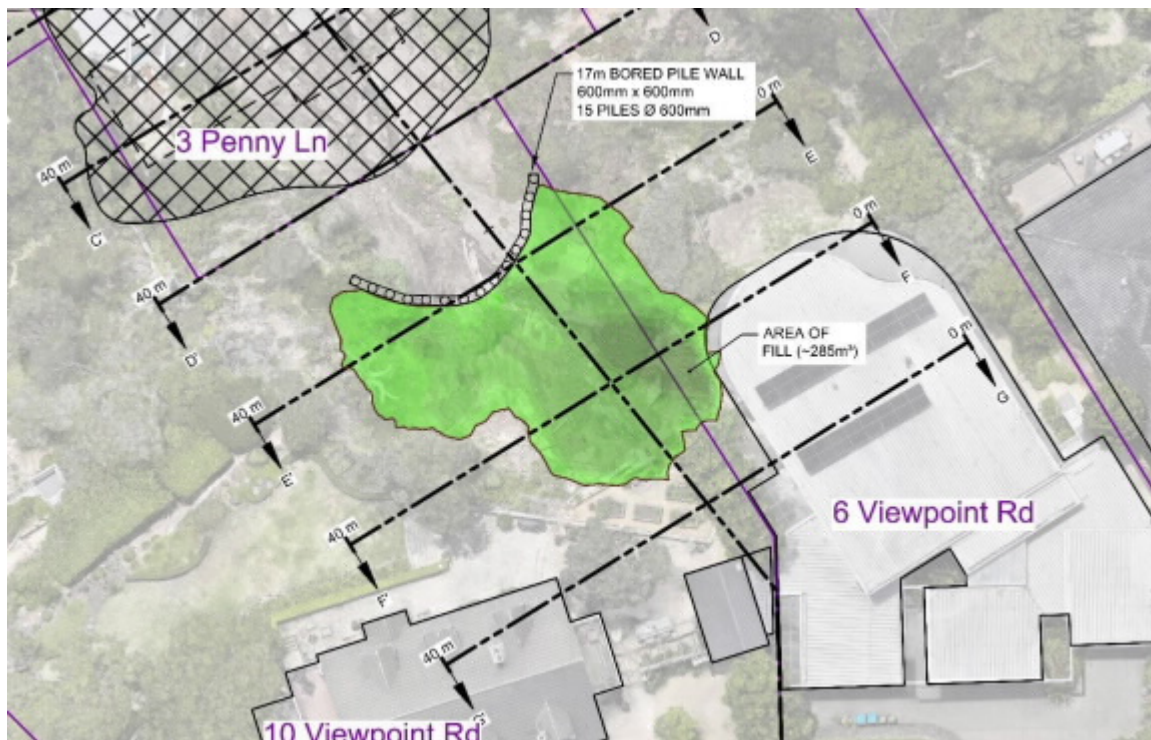 D
17m BORED PILE WALL
600mm x 600mm
15 PILES Ø 600mm
0 m
E
3 Penny Ln
40 m
C'
0 m
F
40 m
D'
AREA OF
FILL (~285m³)
0 m
G
40 m
E'
6 Viewpoint Rd
40 m
F'
40 m
G'
10 Viewpoint Rd